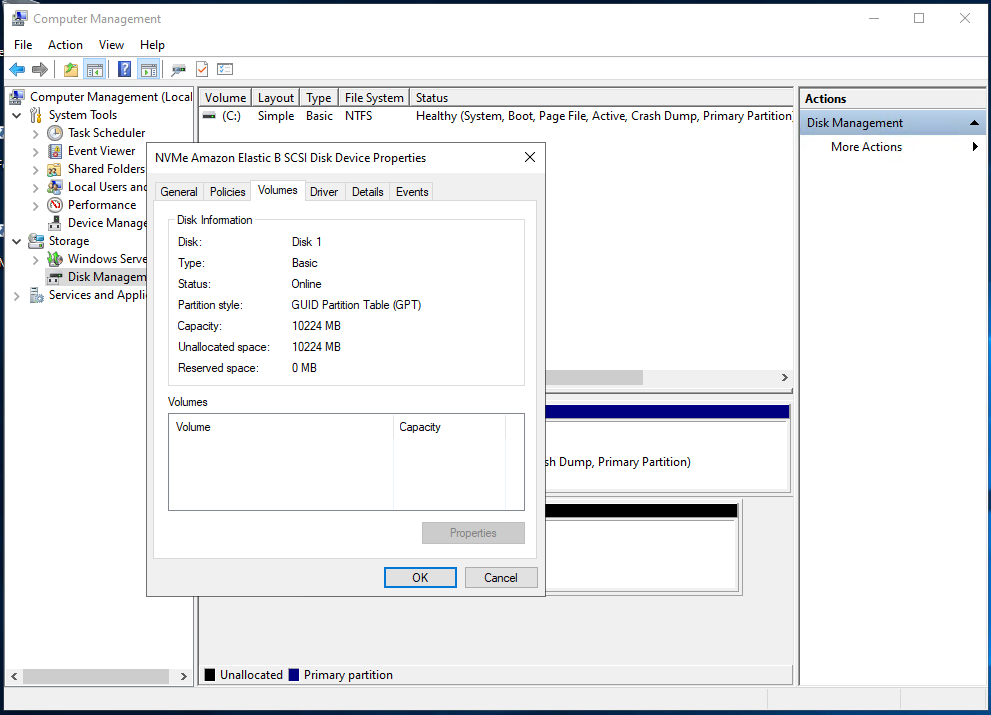 Computer Management
File Action View Help
Computer Management (Local
System Tools
Task Scheduler
Event Viewer
Shared Folders
Local Users and
Performance
Device Manage
Storage
Windows Serve
Disk Managem
Services and Appli
Volume Layout Type File System Status
(C:) Simple Basic NTFS Healthy (System, Boot, Page File, Active, Crash Dump, Primary Partition)
Actions
Disk Management
More Actions
NVMe Amazon Elastic B SCSI Disk Device Properties
General Policies Volumes Driver Details Events
Disk Information
Disk: Disk 1
Type: Basic
Status: Online
Partition style: GUID Partition Table (GPT)
Capacity: 10224 MB
Unallocated space: 10224 MB
Reserved space: 0 MB
Volumes
Volume Capacity
Properties
OK Cancel
sh Dump, Primary Partition)
Unallocated Primary partition